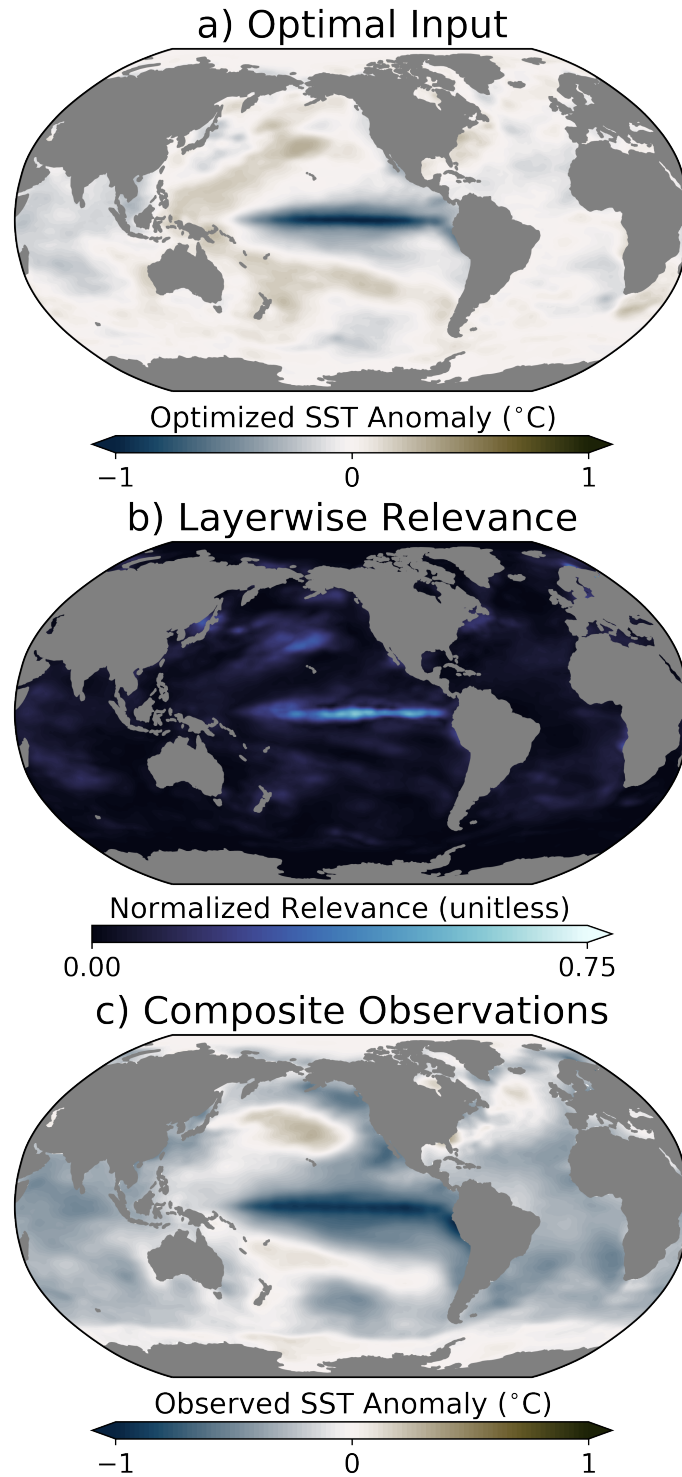 a) Optimal Input
Optimized SST Anomaly (°C)
−1 0 1
b) Layerwise Relevance
Normalized Relevance (unitless)
0.00 0.75
c) Composite Observations
Observed SST Anomaly (°C)
−1 0 1